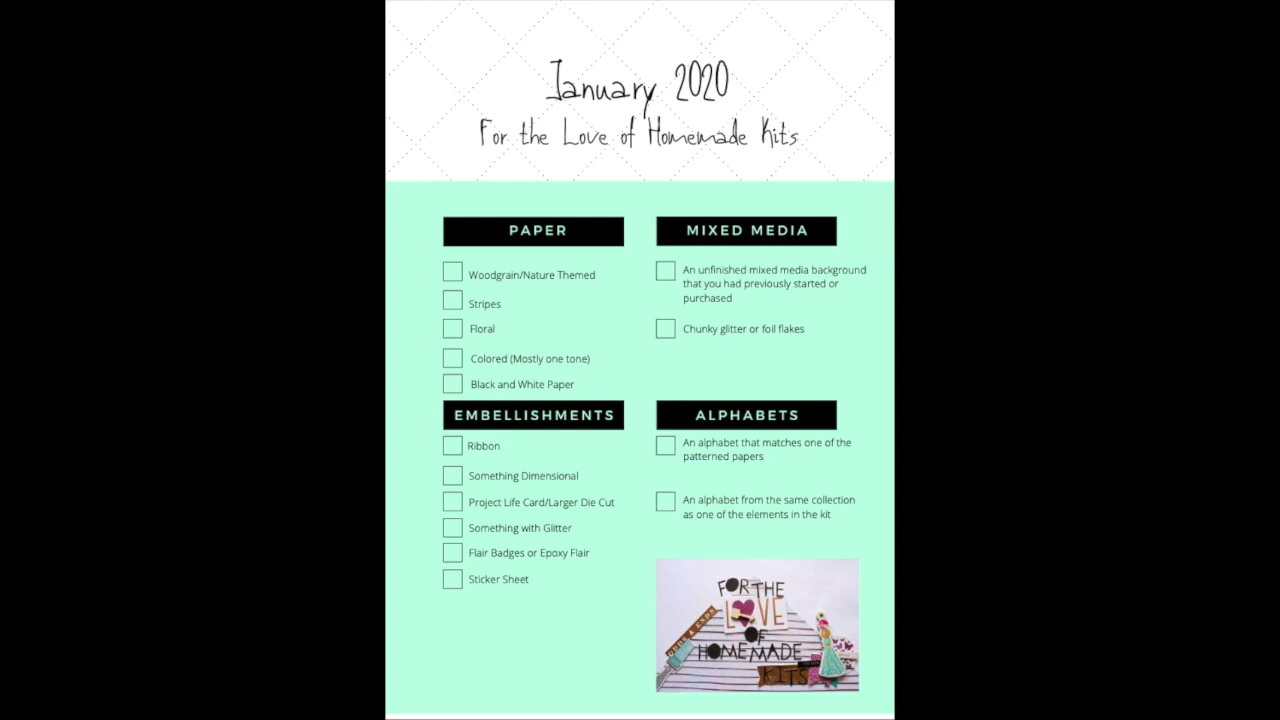 January 2020
For the Love of Homemade Kits
PAPER
Woodgrain/Nature Themed
Stripes
Floral
Colored (Mostly one tone)
Black and White Paper
MIXED MEDIA
An unfinished mixed media background
that you had previously started or
purchased
Chunky glitter or foil flakes
EMBELLISHMENTS
Ribbon
Something Dimensional
Project Life Card/Larger Die Cut
Something with Glitter
Flair Badges or Epoxy Flair
Sticker Sheet
ALPHABETS
An alphabet that matches one of the
patterned papers
An alphabet from the same collection
as one of the elements in the kit
FOR THE
LOVE
OF
HOMEMADE
KITS
ODDS & ENDS